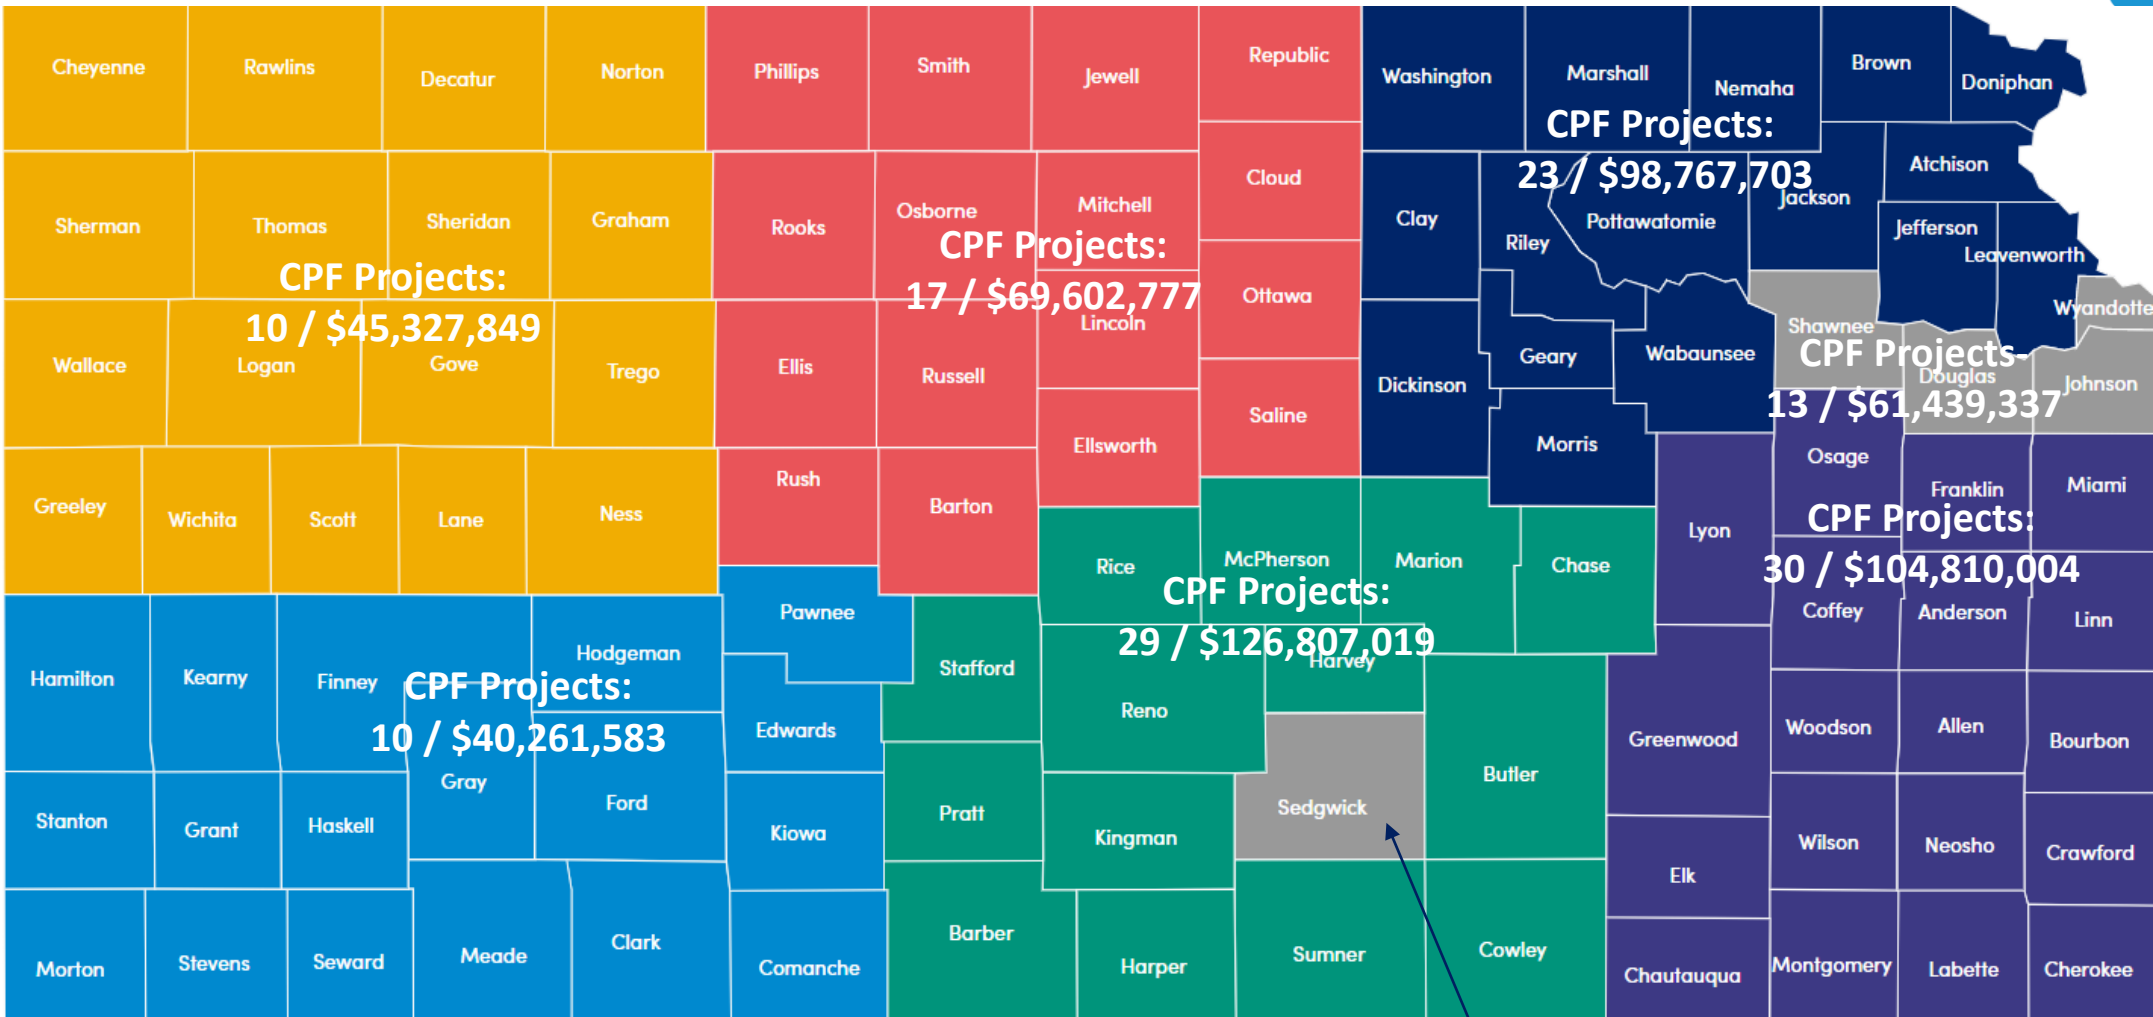 Cheyenne
Rawlins
Decatur
Norton
Phillips
Smith
Jewell
Republic
Washington
Marshall
Nemaha
Brown
Doniphan
CPF Projects:
23 / $98,767,703
Sherman
Thomas
Sheridan
Graham
Rooks
Osborne
Mitchell
Cloud
Clay
Riley
Pottawatomie
Jackson
Atchison
Jefferson
Leavenworth
Wyandotte
CPF Projects:
10 / $45,327,849
CPF Projects:
17 / $69,602,777
Wallace
Logan
Gove
Trego
Ellis
Russell
Lincoln
Ottawa
Dickinson
Geary
Wabaunsee
Shawnee
Douglas
Johnson
CPF Projects-
13 / $61,439,337
Saline
Ellsworth
Morris
Greeley
Wichita
Scott
Lane
Ness
Rush
Barton
Rice
McPherson
Marion
Chase
Lyon
Osage
Franklin
Miami
CPF Projects:
30 / $104,810,004
CPF Projects:
29 / $126,807,019
Coffey
Anderson
Linn
Hamilton
Kearny
Finney
Hodgeman
Pawnee
Stafford
Reno
Harvey
CPF Projects:
10 / $40,261,583
Edwards
Greenwood
Woodson
Allen
Bourbon
Stanton
Grant
Haskell
Gray
Ford
Kiowa
Pratt
Kingman
Sedgwick
Butler
Elk
Wilson
Neosho
Crawford
Morton
Stevens
Seward
Meade
Clark
Comanche
Barber
Harper
Sumner
Cowley
Chautauqua
Montgomery
Labette
Cherokee